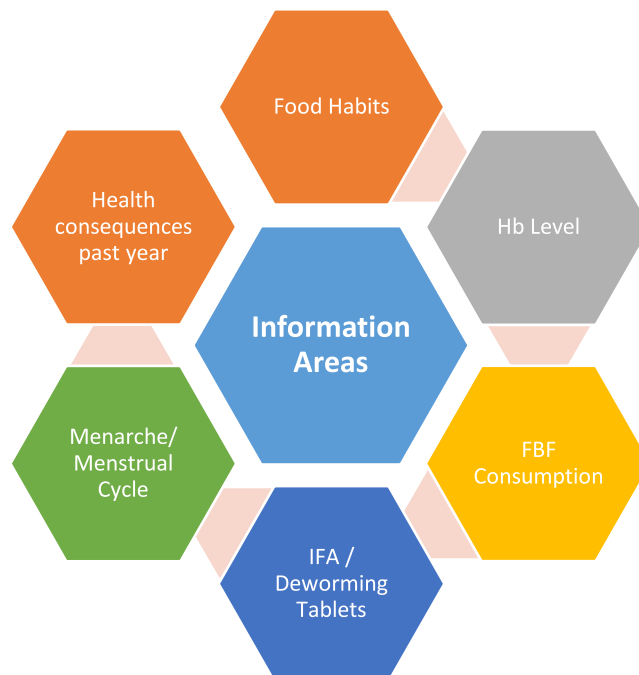 Food Habits
Hb Level
FBF
Consumption
IFA /
Deworming
Tablets
Menarche/
Menstrual
Cycle
Health
consequences
past year
Information
Areas